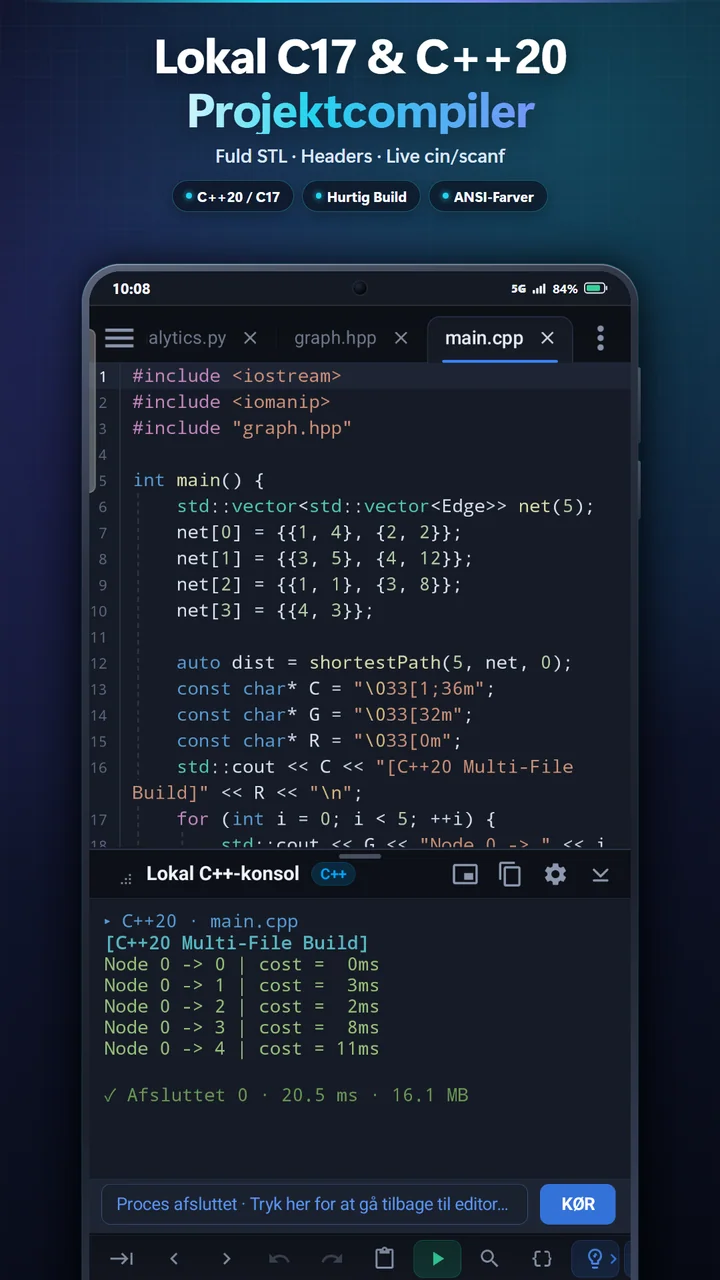 Lokal C17 & C++20
Projektcompiler
Fuld STL · Headers · Live cin/scanf
C++20 / C17
Hurtig Build
ANSI-Farver
10:08
5G 84%
alytics.py
graph.hpp
main.cpp
1 #include <iostream>
2 #include <iomanip>
3 #include "graph.hpp"
4
5 int main() {
6 std::vector<std::vector<Edge>> net(5);
7 net[0] = {{1, 4}, {2, 2}};
8 net[1] = {{3, 5}, {4, 12}};
9 net[2] = {{1, 1}, {3, 8}};
10 net[3] = {{4, 3}};
11
12 auto dist = shortestPath(5, net, 0);
13 const char* C = "\033[1;36m";
14 const char* G = "\033[32m";
15 const char* R = "\033[0m";
16 std::cout << C << "[C++20 Multi-File
Build]" << R << "\n";
17 for (int i = 0; i < 5; ++i) {
18 std::cout << G << "Node 0 -> " << i
Lokal C++-konsol
C++
▸ C++20 · main.cpp
[C++20 Multi-File Build]
Node 0 -> 0 | cost =  0ms
Node 0 -> 1 | cost =  3ms
Node 0 -> 2 | cost =  2ms
Node 0 -> 3 | cost =  8ms
Node 0 -> 4 | cost = 11ms
✓ Afsluttet 0 · 20.5 ms · 16.1 MB
Proces afsluttet · Tryk her for at gå tilbage til editor…
KØR